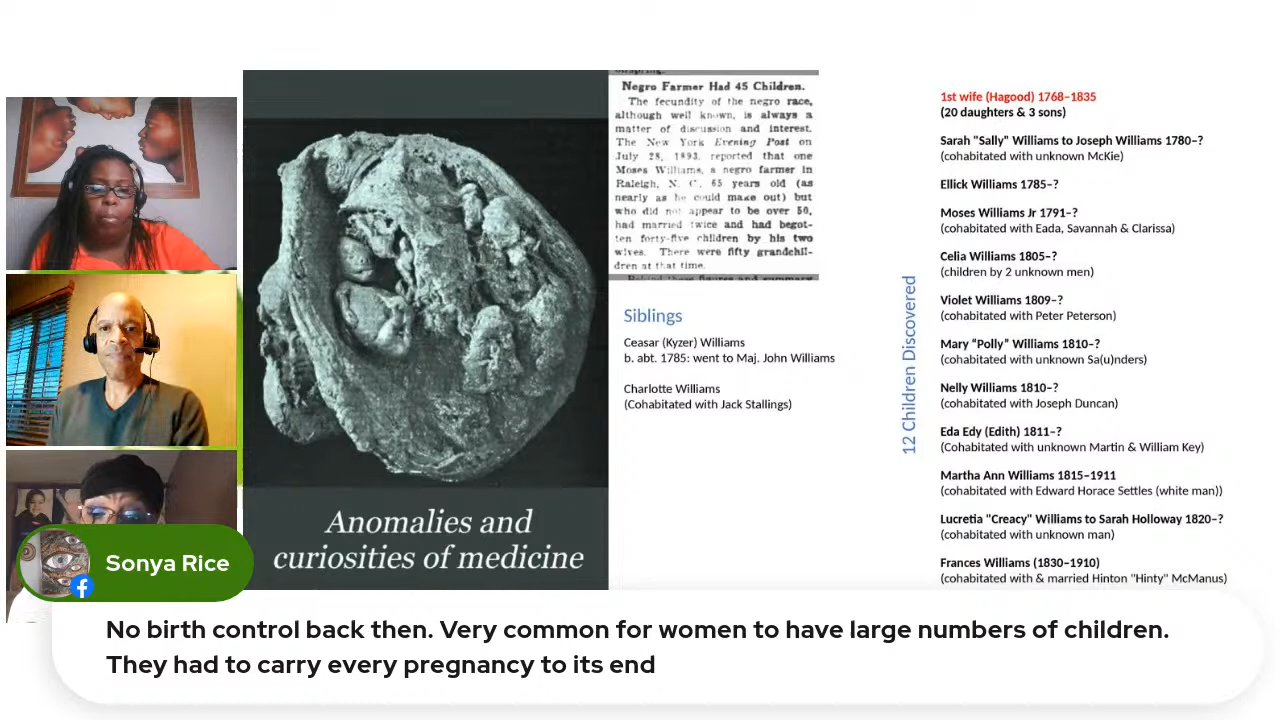 Negro Farmer Had 45 Children.
The fecundity of the negro race,
although well known, is always a
matter of discussion and interest.
The New York Evening Post on
July 28, 1893, reported that one
Moses Williams, a negro farmer in
Raleigh, N. C., 65 years old (as
nearly as he could make out) but
who did not appear to be over 50,
had married twice and had begot-
ten forty-five children by his two
wives. There were fifty grandchil-
dren at that time.
Siblings
Ceasar (Kyzer) Williams
b. abt. 1785: went to Maj. John Williams
Charlotte Williams
(Cohabitated with Jack Stallings)
Anomalies and
curiosities of medicine
12 Children Discovered
1st wife (Hagood) 1768–1835
(20 daughters & 3 sons)
Sarah "Sally" Williams to Joseph Williams 1780–?
(cohabitated with unknown McKie)
Ellick Williams 1785–?
Moses Williams Jr 1791–?
(cohabitated with Eada, Savannah & Clarissa)
Celia Williams 1805–?
(children by 2 unknown men)
Violet Williams 1809–?
(cohabitated with Peter Peterson)
Mary “Polly” Williams 1810–?
(cohabitated with unknown Sa(u)nders)
Nelly Williams 1810–?
(cohabitated with Joseph Duncan)
Eda Edy (Edith) 1811–?
(Cohabitated with unknown Martin & William Key)
Martha Ann Williams 1815–1911
(cohabitated with Edward Horace Settles (white man))
Lucretia "Creacy" Williams to Sarah Holloway 1820–?
(cohabitated with unknown man)
Frances Williams (1830–1910)
(cohabitated with & married Hinton "Hinty" McManus)
Sonya Rice
No birth control back then. Very common for women to have large numbers of children.
They had to carry every pregnancy to its end